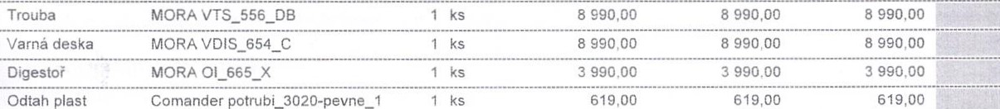 Trouba MORA VTS_556_DB 1 ks 8 990,00 8 990,00 8 990,00
Varná deska MORA VDIS_654_C 1 ks 8 990,00 8 990,00 8 990,00
Digestoř MORA OI_665_X 1 ks 3 990,00 3 990,00 3 990,00
Odtah plast Comander potrubi_3020-pevne_1 1 ks 619,00 619,00 619,00